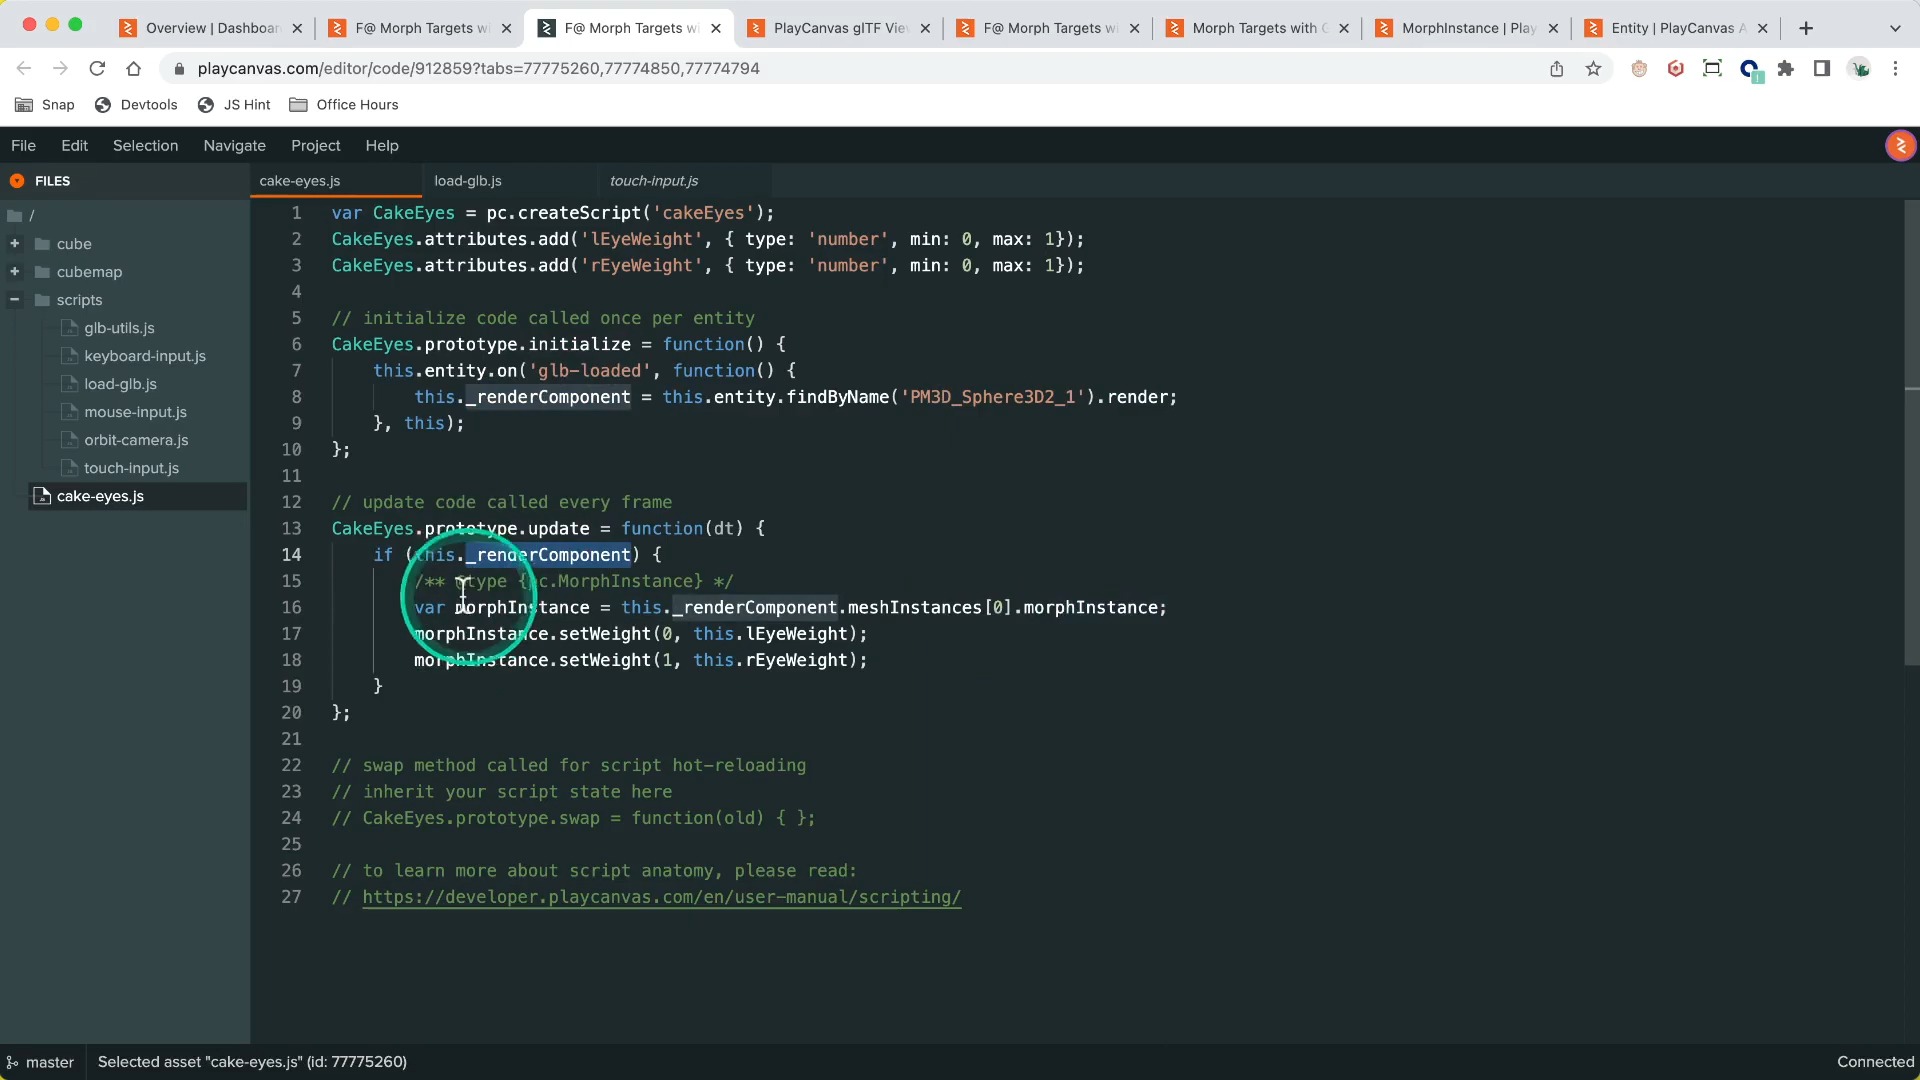 Overview | Dashboar
F@ Morph Targets wi
F@ Morph Targets wi
PlayCanvas glTF Vie
F@ Morph Targets wi
Morph Targets with G
MorphInstance | Play
Entity | PlayCanvas A
playcanvas.com/editor/code/912859?tabs=77775260,77774850,77774794
Snap
Devtools
JS Hint
Office Hours
File Edit Selection Navigate Project Help
FILES
/
cube
cubemap
scripts
glb-utils.js
keyboard-input.js
load-glb.js
mouse-input.js
orbit-camera.js
touch-input.js
cake-eyes.js
cake-eyes.js
load-glb.js
touch-input.js
1 var CakeEyes = pc.createScript('cakeEyes');
2 CakeEyes.attributes.add('lEyeWeight', { type: 'number', min: 0, max: 1});
3 CakeEyes.attributes.add('rEyeWeight', { type: 'number', min: 0, max: 1});
4
5 // initialize code called once per entity
6 CakeEyes.prototype.initialize = function() {
7 this.entity.on('glb-loaded', function() {
8 this._renderComponent = this.entity.findByName('PM3D_Sphere3D2_1').render;
9 }, this);
10 };
11
12 // update code called every frame
13 CakeEyes.prototype.update = function(dt) {
14 if (this._renderComponent) {
15 /** @type {pc.MorphInstance} */
16 var morphInstance = this._renderComponent.meshInstances[0].morphInstance;
17 morphInstance.setWeight(0, this.lEyeWeight);
18 morphInstance.setWeight(1, this.rEyeWeight);
19 }
20 };
21
22 // swap method called for script hot-reloading
23 // inherit your script state here
24 // CakeEyes.prototype.swap = function(old) { };
25
26 // to learn more about script anatomy, please read:
27 // https://developer.playcanvas.com/en/user-manual/scripting/
master
Selected asset "cake-eyes.js" (id: 77775260)
Connected